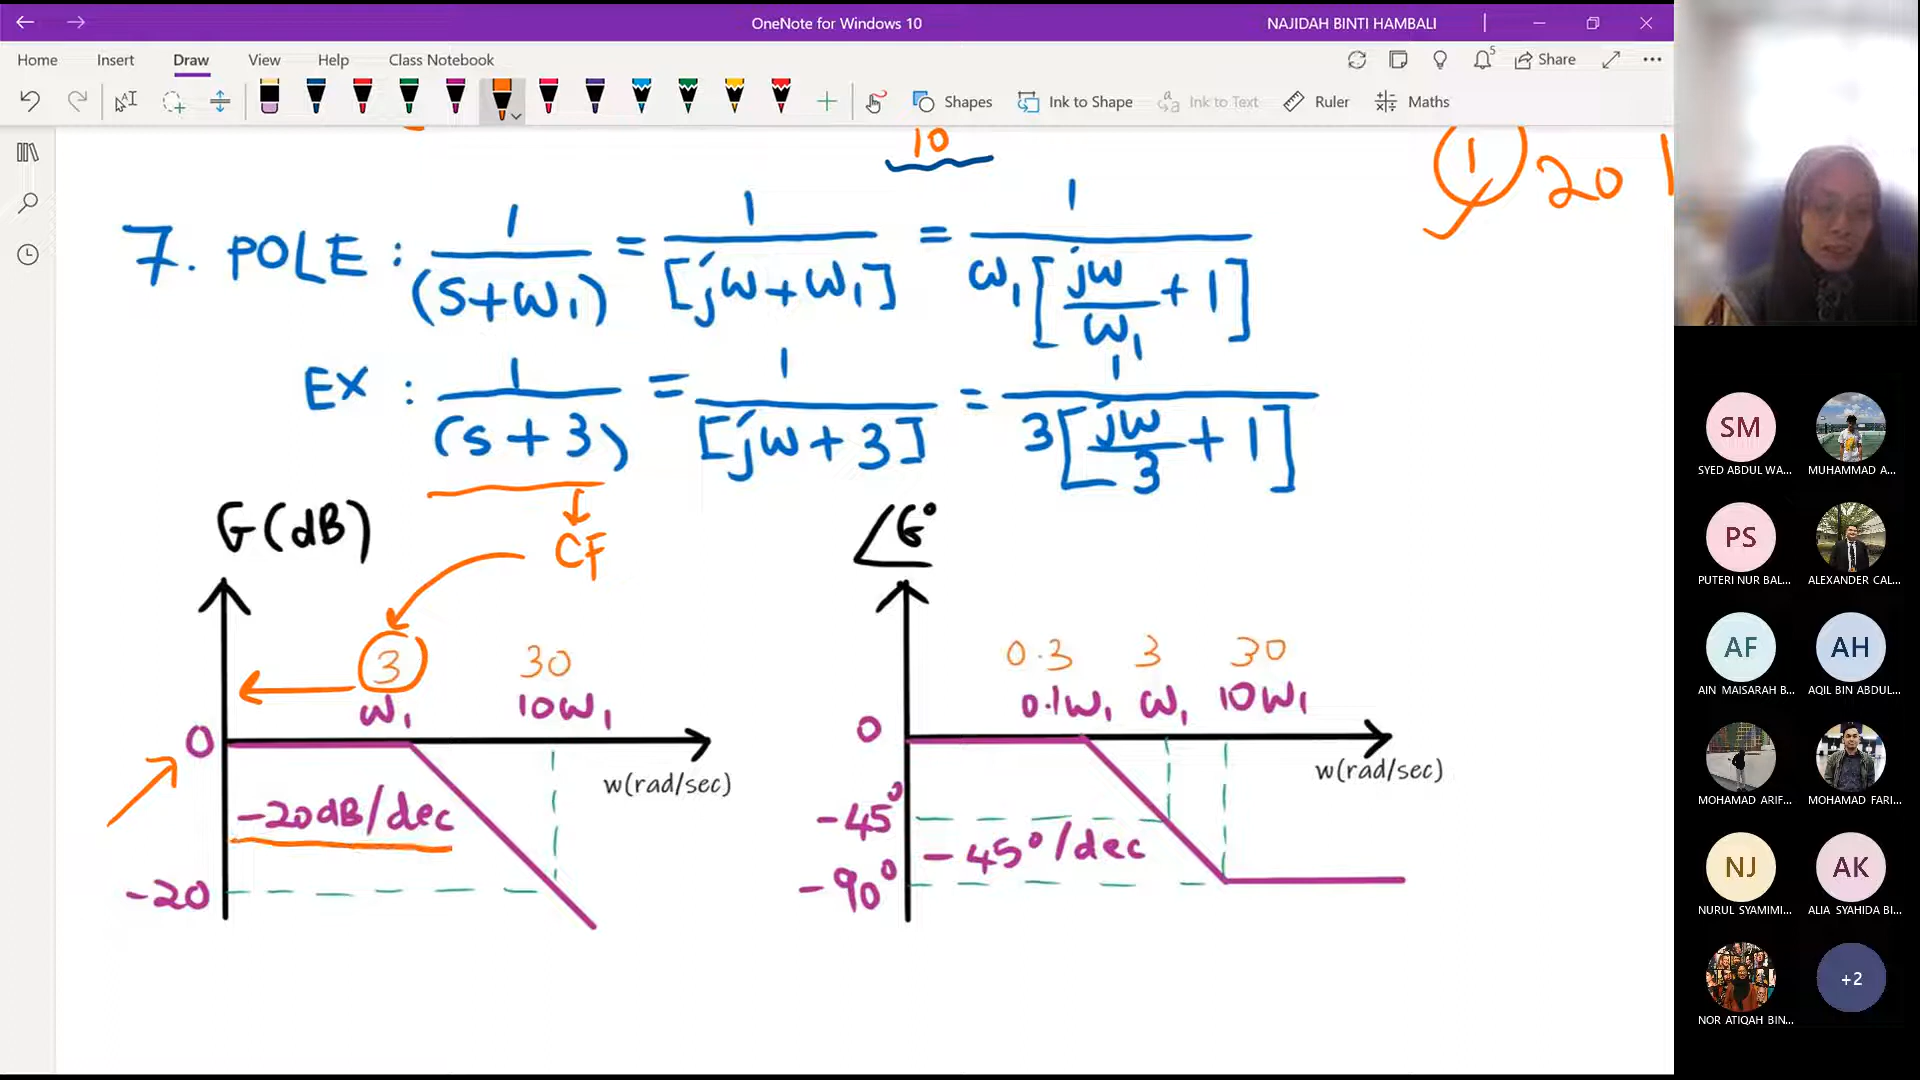 OneNote for Windows 10
NAJIDAH BINTI HAMBALI
Home Insert Draw View Help Class Notebook
5 Share
Shapes Ink to Shape Ink to Text Ruler Maths
10
1 20
7. POLE : 1/(s+ω₁) = 1/[jω+ω₁] = 1/ω₁[jω/ω₁ + 1]
EX : 1/(s+3) = 1/[jω+3] = 1/3[jω/3 + 1]
CF
G(dB)
3 30
ω₁ 10ω₁
0
w(rad/sec)
-20dB/dec
-20
∠G°
0.3 3 30
0.1ω₁ ω₁ 10ω₁
0
w(rad/sec)
-45°
-45°/dec
-90°
SM
SYED ABDUL WA...
MUHAMMAD A...
PS
PUTERI NUR BAL...
ALEXANDER CAL...
AF
AIN MAISARAH B...
AH
AQIL BIN ABDUL...
MOHAMAD ARIF...
MOHAMAD FARI...
NJ
NURUL SYAMIMI...
AK
ALIA SYAHIDA BI...
NOR ATIQAH BIN...
+2